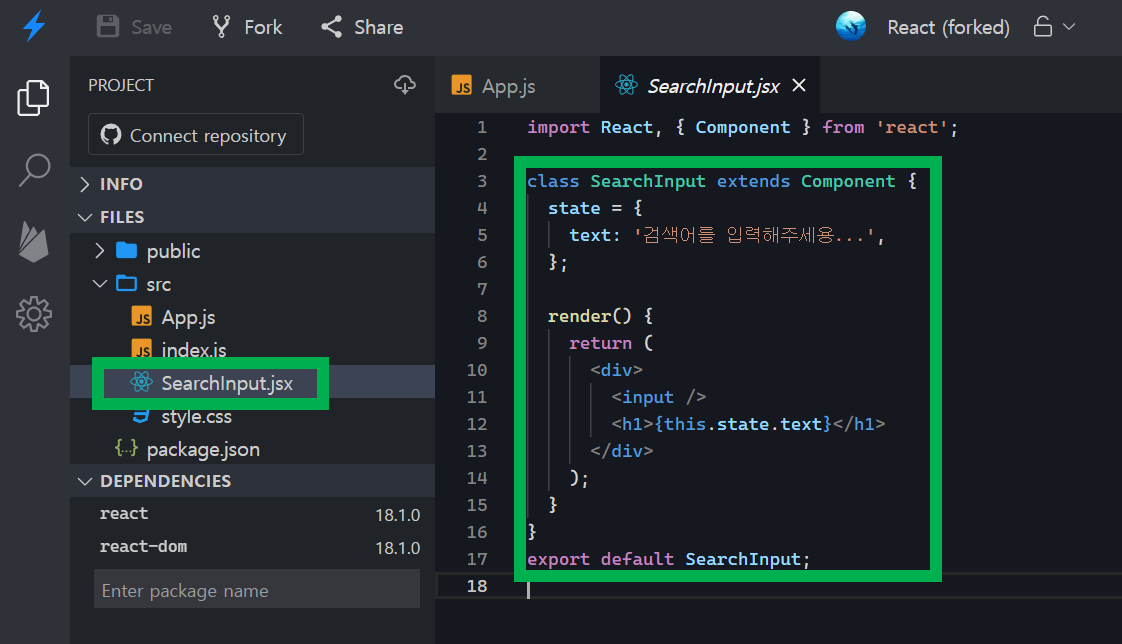 Save Fork Share React (forked)
PROJECT
Connect repository
INFO
FILES
public
src
App.js
index.js
SearchInput.jsx
style.css
package.json
DEPENDENCIES
react 18.1.0
react-dom 18.1.0
Enter package name
App.js SearchInput.jsx
1 import React, { Component } from 'react';
2
3 class SearchInput extends Component {
4 state = {
5 text: '검색어를 입력해주세용...',
6 };
7
8 render() {
9 return (
10 <div>
11 <input />
12 <h1>{this.state.text}</h1>
13 </div>
14 );
15 }
16 }
17 export default SearchInput;
18